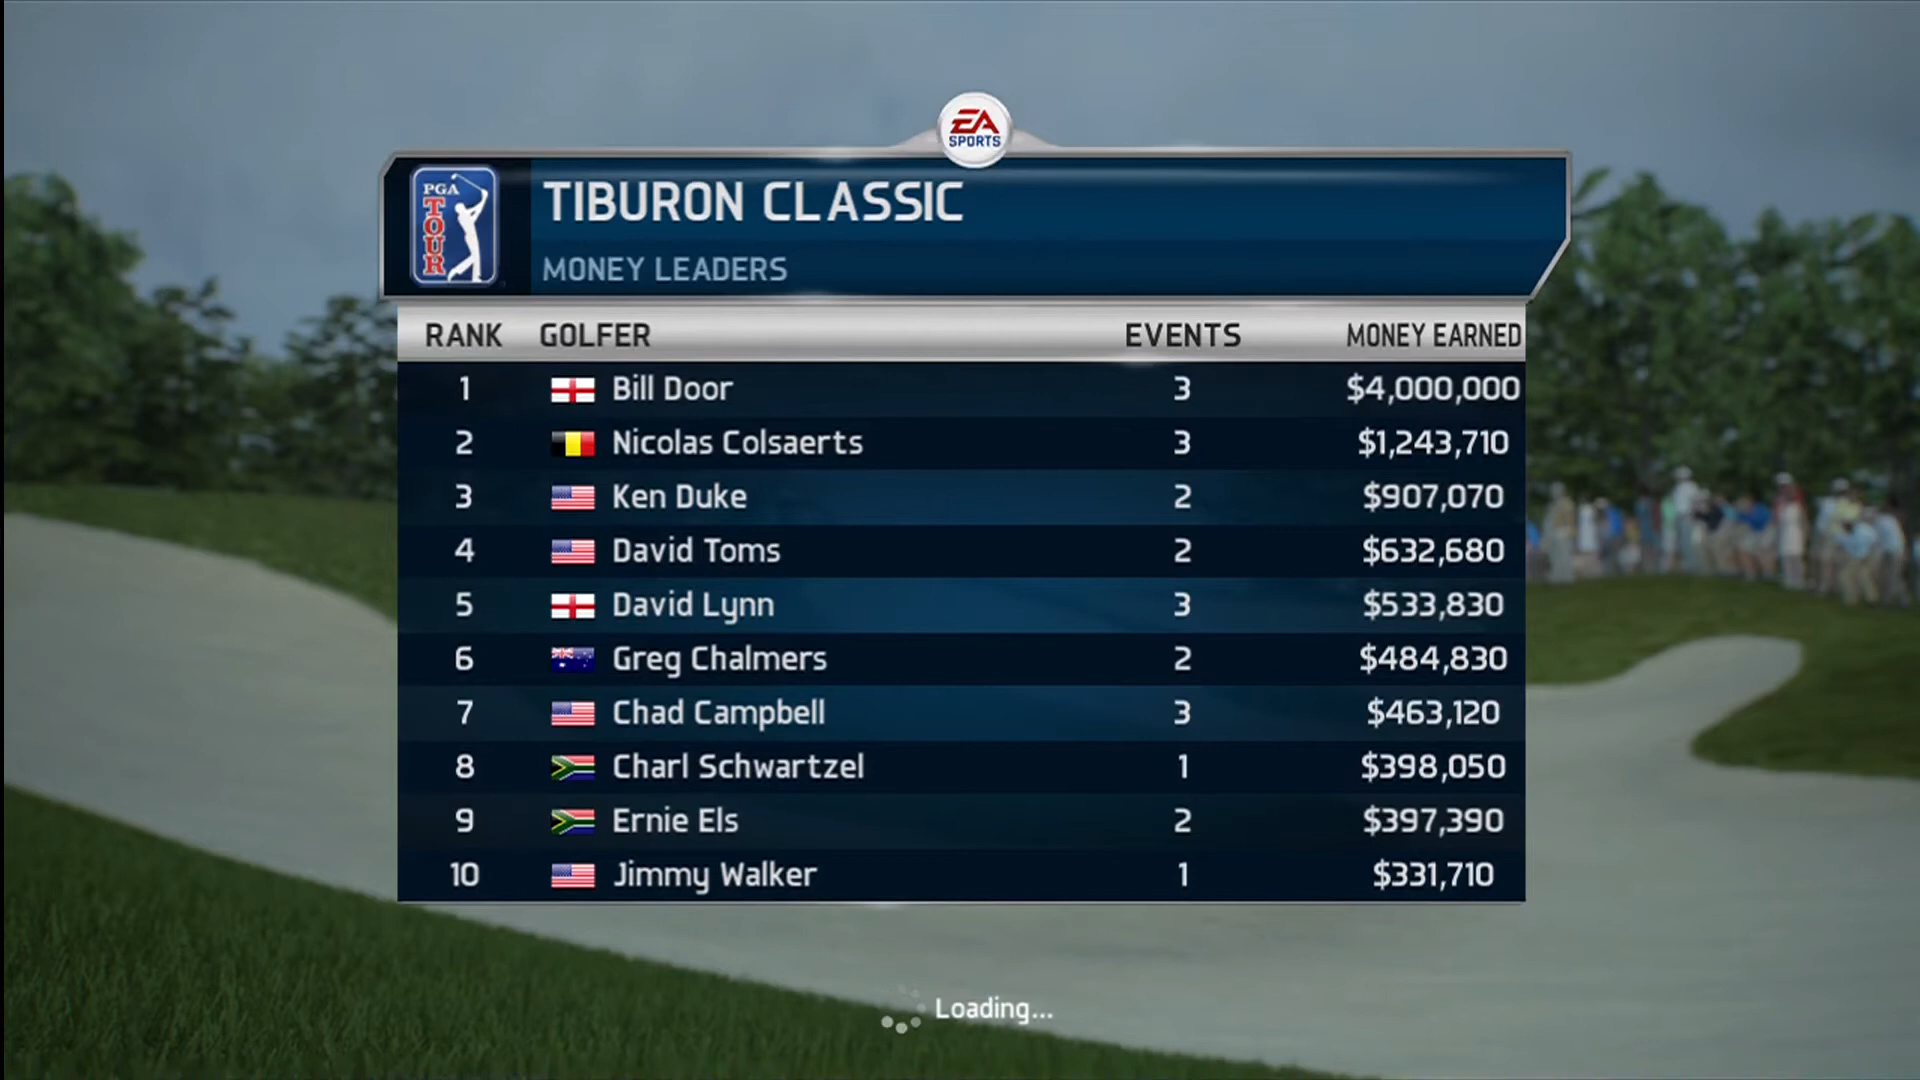 EA
SPORTS
PGA
TOUR
TIBURON CLASSIC
MONEY LEADERS
RANK GOLFER EVENTS MONEY EARNED
1 Bill Door 3 $4,000,000
2 Nicolas Colsaerts 3 $1,243,710
3 Ken Duke 2 $907,070
4 David Toms 2 $632,680
5 David Lynn 3 $533,830
6 Greg Chalmers 2 $484,830
7 Chad Campbell 3 $463,120
8 Charl Schwartzel 1 $398,050
9 Ernie Els 2 $397,390
10 Jimmy Walker 1 $331,710
Loading...